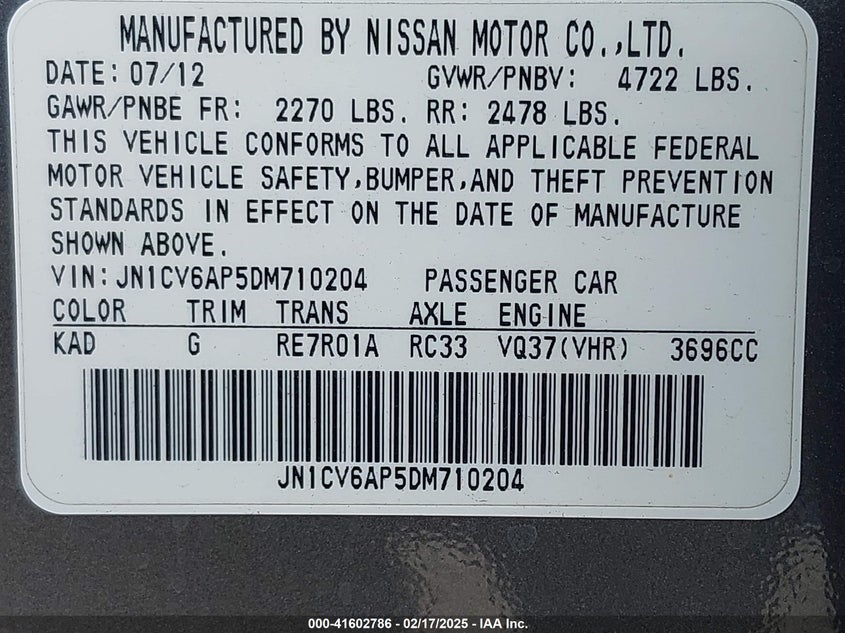 MANUFACTURED BY NISSAN MOTOR CO.,LTD.
DATE: 07/12 GVWR/PNBV: 4722 LBS.
GAWR/PNBE FR: 2270 LBS. RR: 2478 LBS.
THIS VEHICLE CONFORMS TO ALL APPLICABLE FEDERAL
MOTOR VEHICLE SAFETY,BUMPER,AND THEFT PREVENTION
STANDARDS IN EFFECT ON THE DATE OF MANUFACTURE
SHOWN ABOVE.
VIN: JN1CV6AP5DM710204 PASSENGER CAR
COLOR TRIM TRANS AXLE ENGINE
KAD G RE7R01A RC33 VQ37(VHR) 3696CC
JN1CV6AP5DM710204
000-41602786 - 02/17/2025 - IAA Inc.